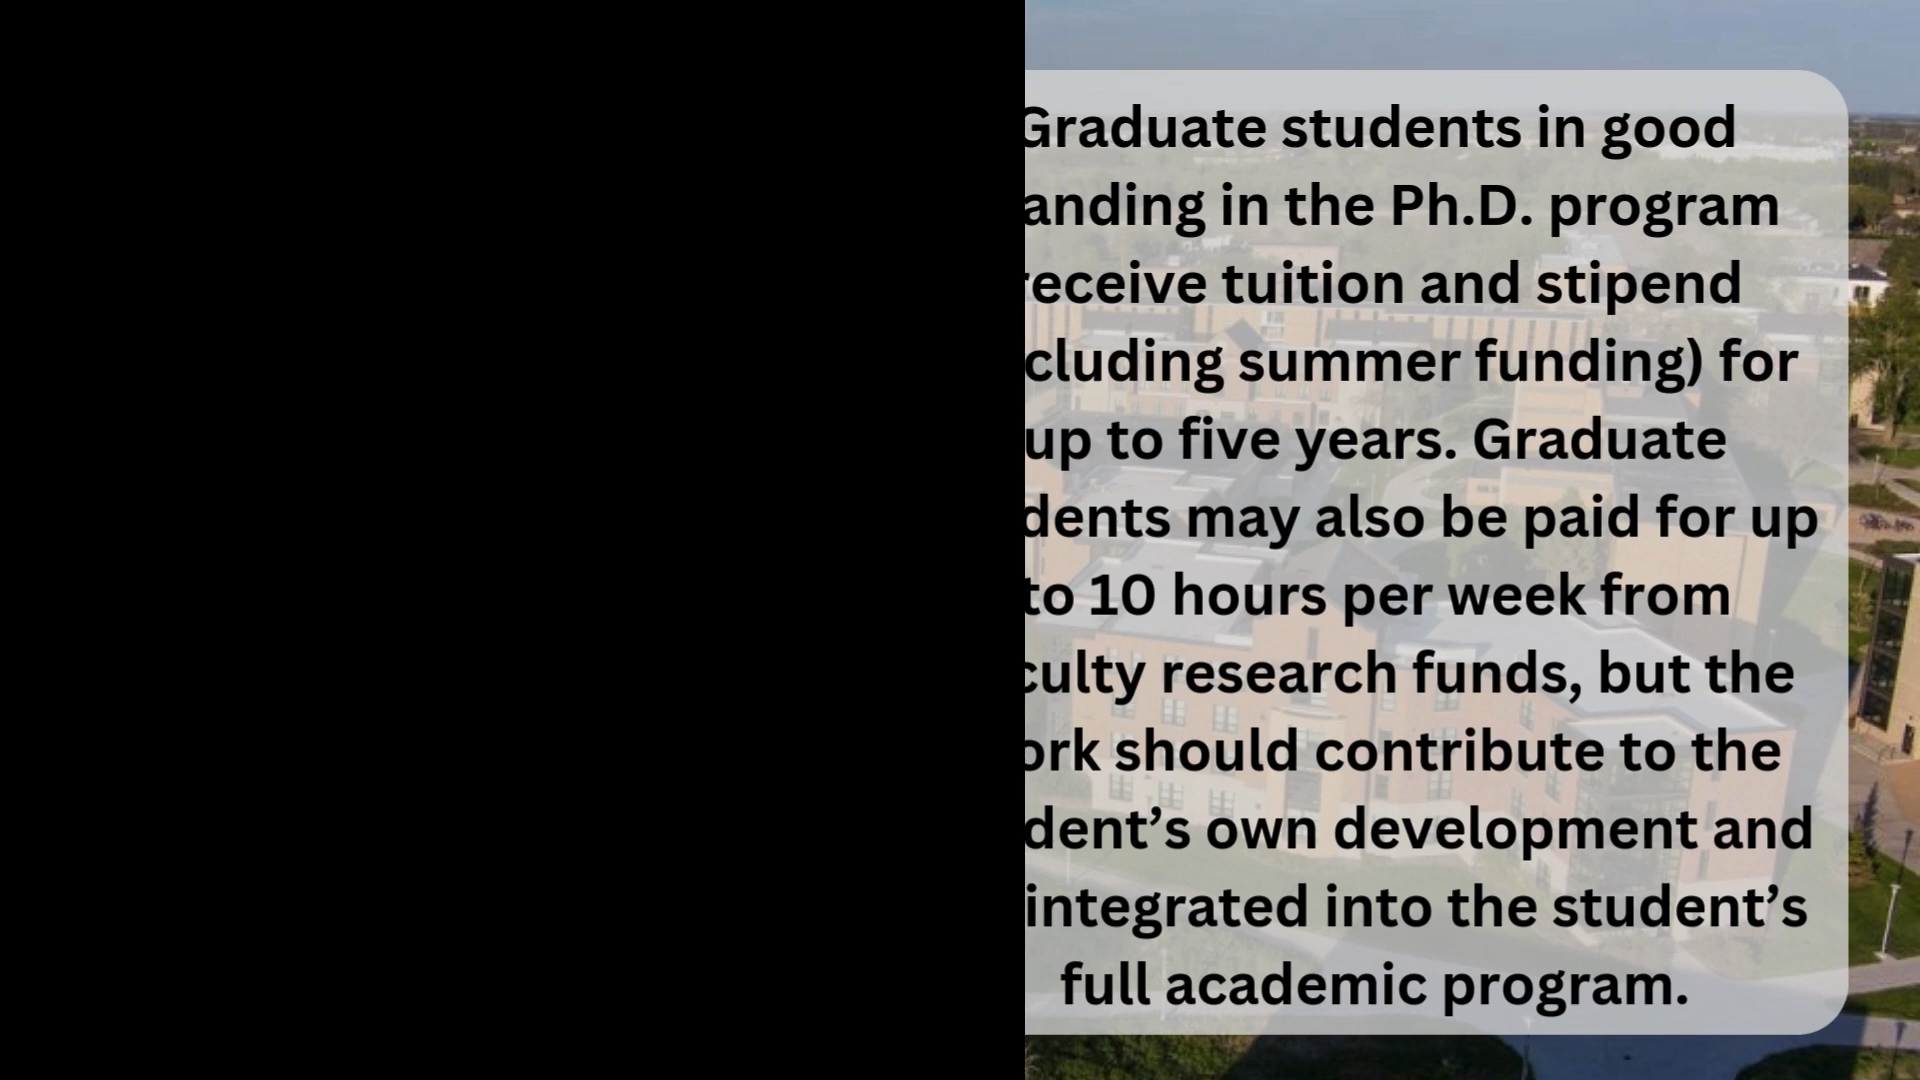 Graduate students in good
anding in the Ph.D. program
receive tuition and stipend
cluding summer funding) for
up to five years. Graduate
dents may also be paid for up
to 10 hours per week from
culty research funds, but the
ork should contribute to the
dent’s own development and
integrated into the student’s
full academic program.